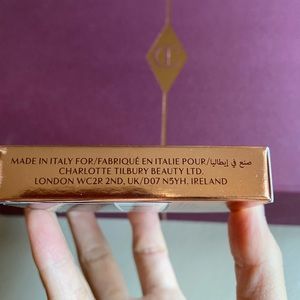 MADE IN ITALY FOR/FABRIQUÉ EN ITALIE POUR/صنع في إيطاليا
CHARLOTTE TILBURY BEAUTY LTD.
LONDON WC2R 2ND, UK/D07 N5YH, IRELAND